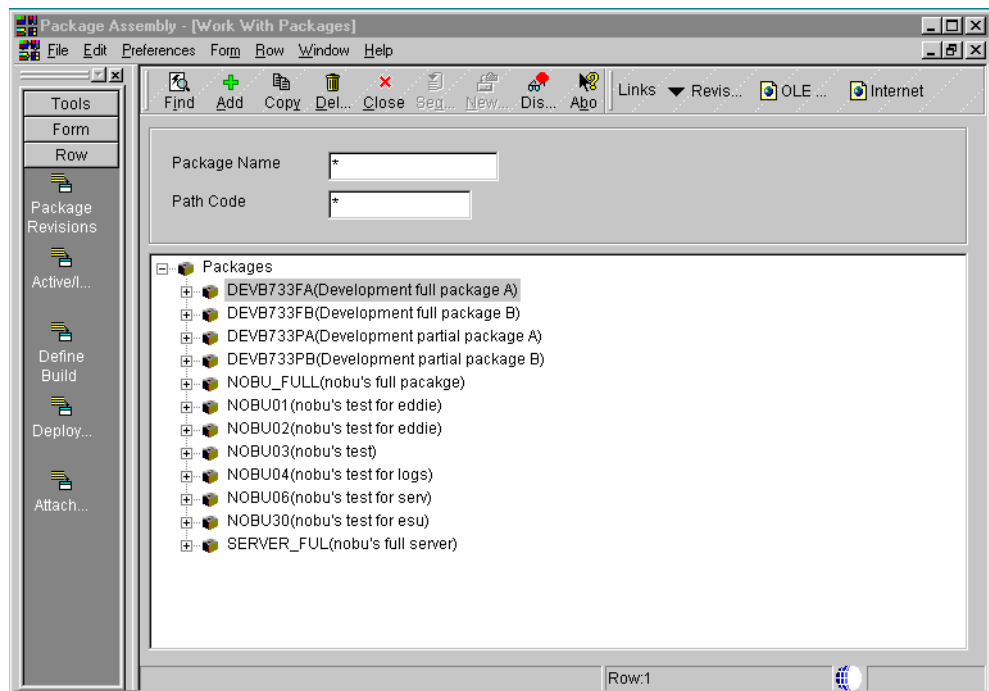 Package Assembly - [Work With Packages]
File Edit Preferences Form Row Window Help
Tools
Form
Row
Package Revisions
Active/I...
Define Build
Deploy...
Attach...
Find Add Copy Del... Close Seq... New... Dis... Abo Links Revis... OLE ... Internet
Package Name *
Path Code *
Packages
DEVB733FA(Development full package A)
DEVB733FB(Development full package B)
DEVB733PA(Development partial package A)
DEVB733PB(Development partial package B)
NOBU_FULL(nobu's full pacakge)
NOBU01(nobu's test for eddie)
NOBU02(nobu's test for eddie)
NOBU03(nobu's test)
NOBU04(nobu's test for logs)
NOBU06(nobu's test for serv)
NOBU30(nobu's test for esu)
SERVER_FUL(nobu's full server)
Row:1